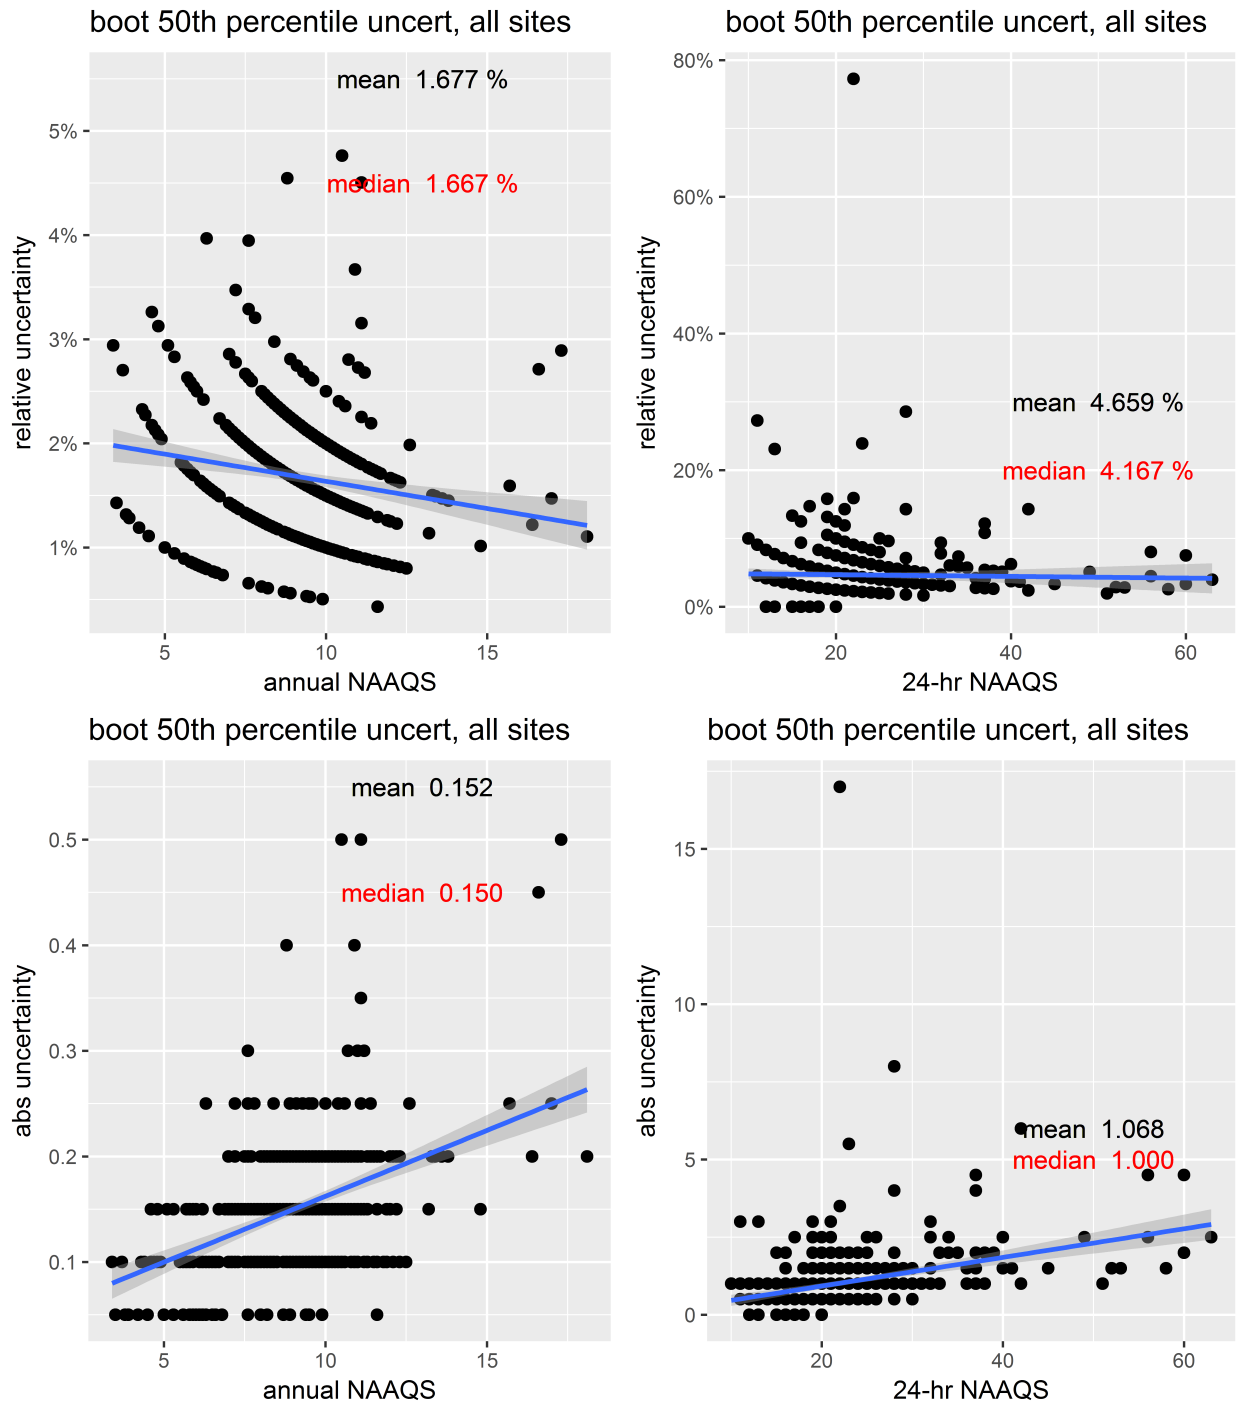 boot 50th percentile uncert, all sites
mean 1.677 %
median 1.667 %
5%
4%
3%
2%
1%
relative uncertainty
5 10 15
annual NAAQS
boot 50th percentile uncert, all sites
80%
60%
40%
20%
0%
mean 4.659 %
median 4.167 %
relative uncertainty
20 40 60
24-hr NAAQS
boot 50th percentile uncert, all sites
mean 0.152
median 0.150
0.5
0.4
0.3
0.2
0.1
abs uncertainty
5 10 15
annual NAAQS
boot 50th percentile uncert, all sites
15
10
5
0
mean 1.068
median 1.000
abs uncertainty
20 40 60
24-hr NAAQS